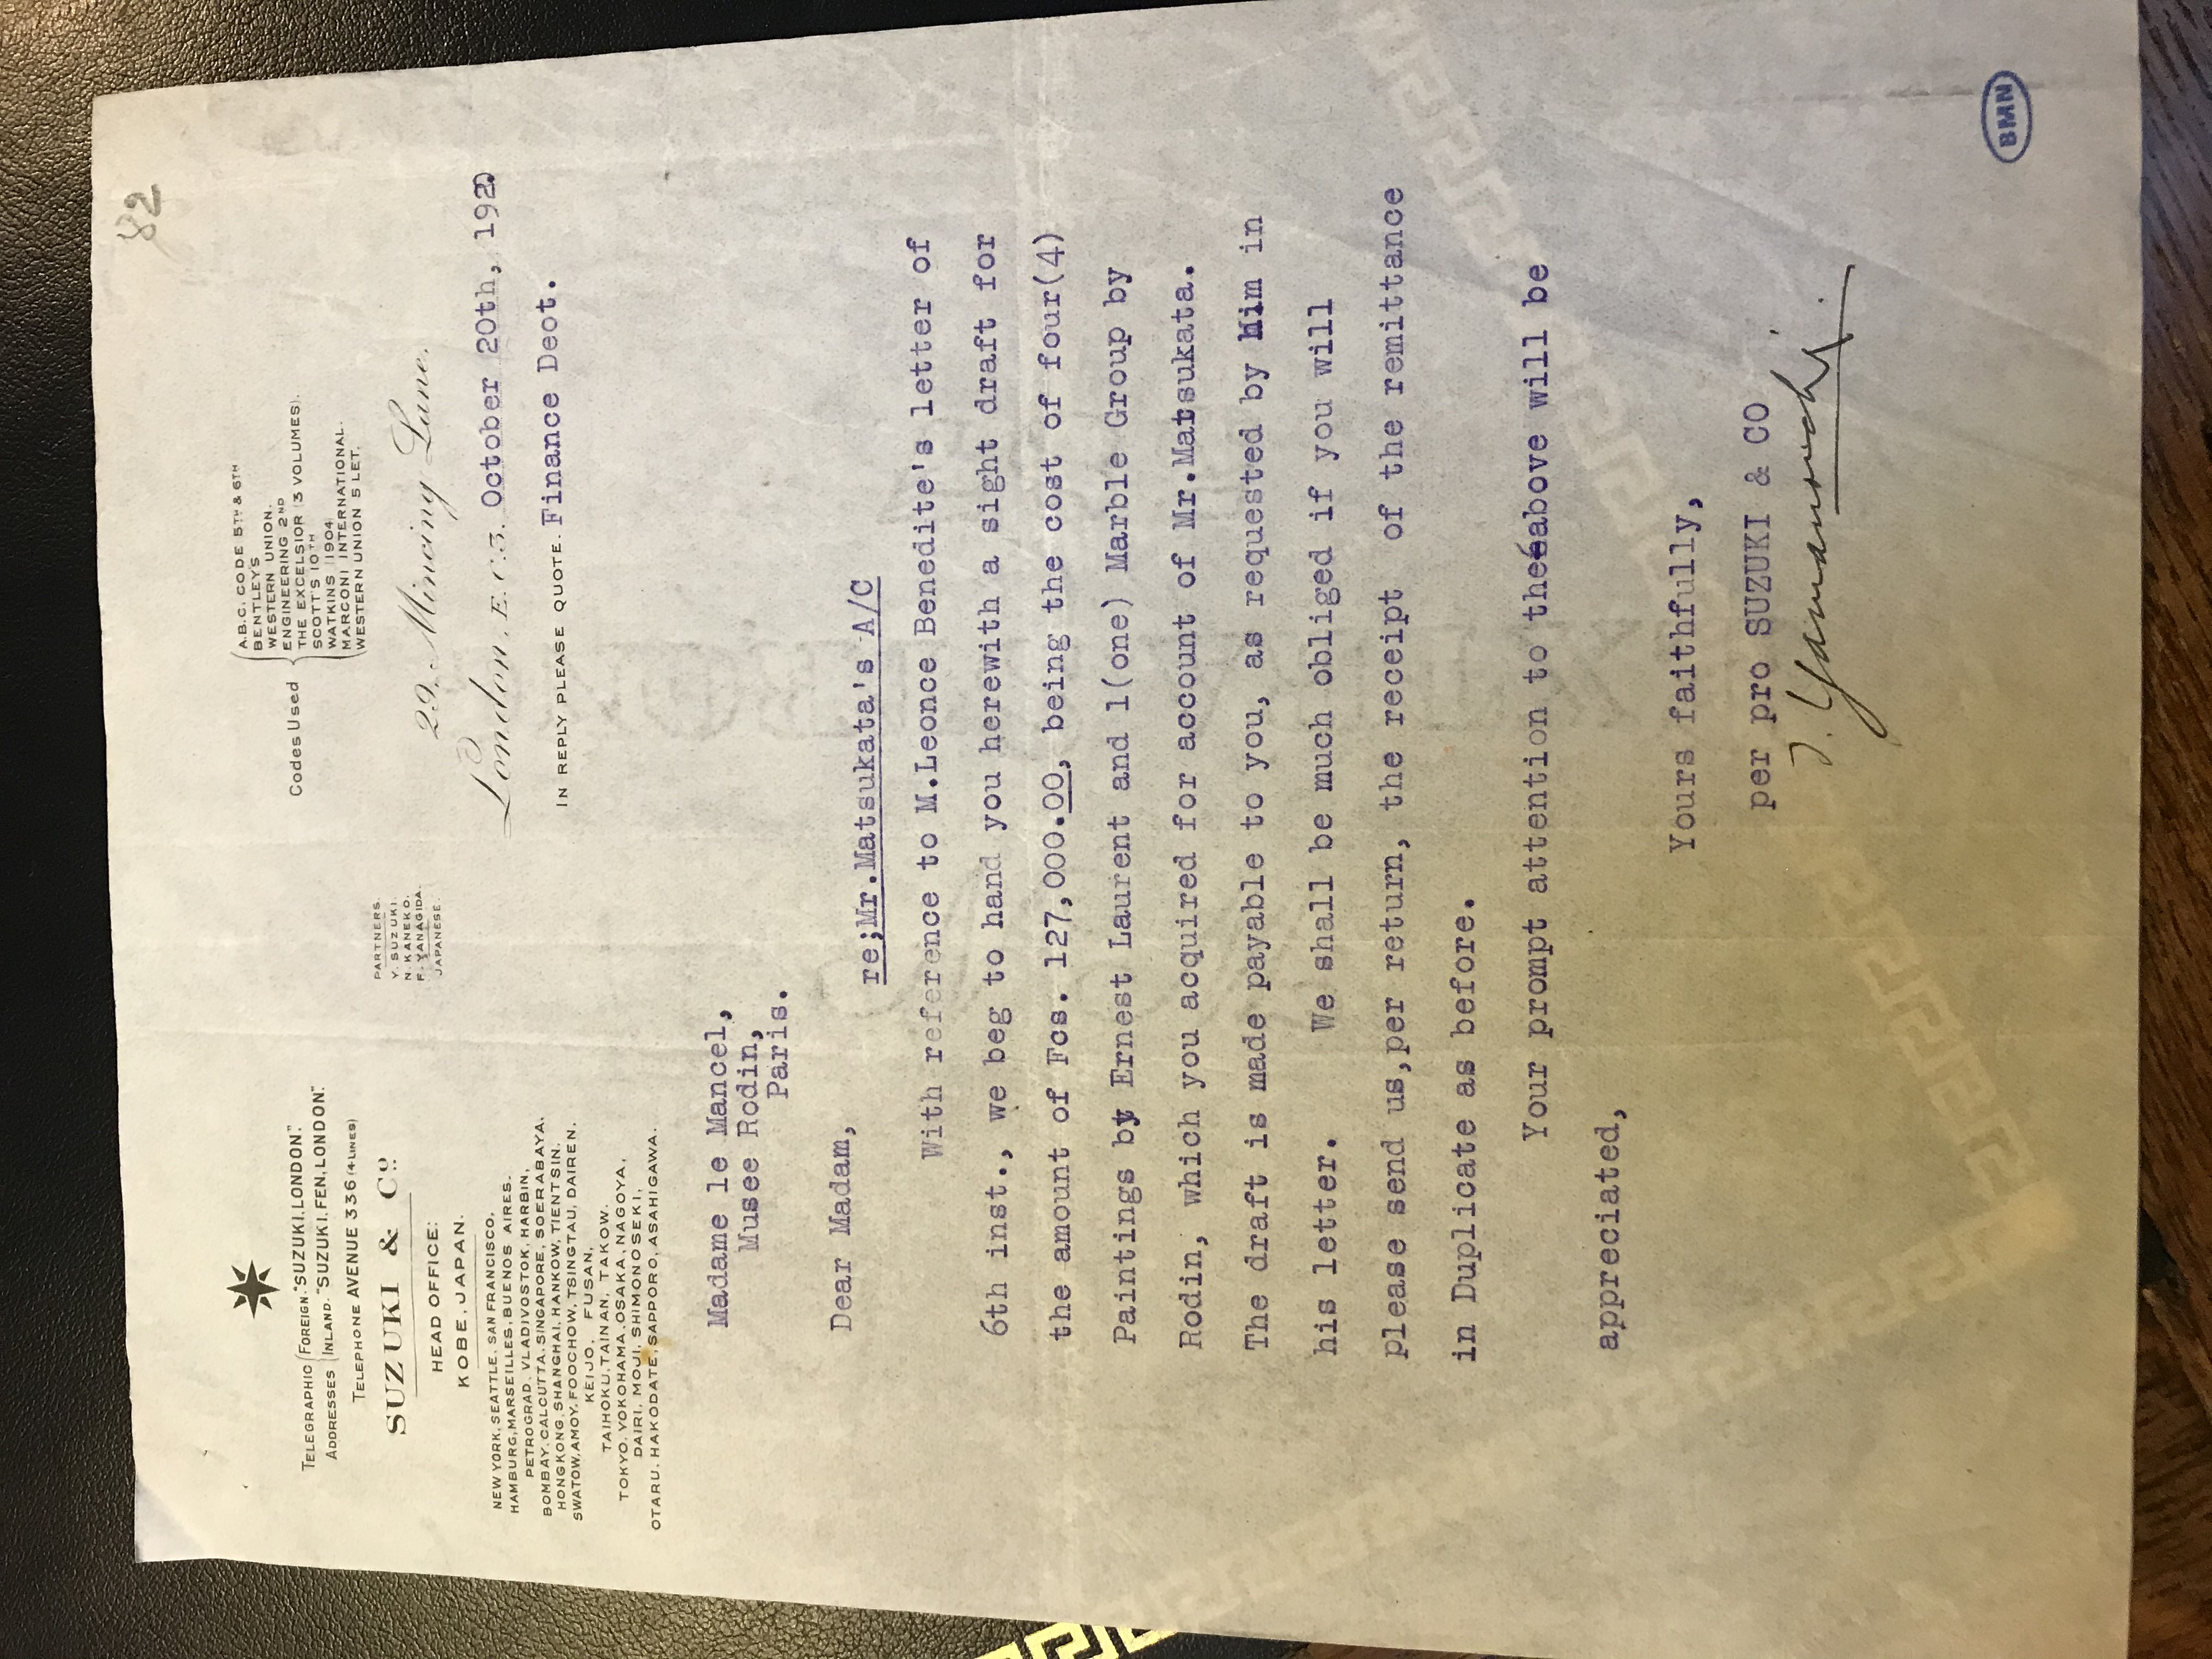 82
TELEGRAPHIC ADDRESSES
FOREIGN. "SUZUKI. LONDON".
INLAND. "SUZUKI. FEN. LONDON".
TELEPHONE AVENUE 336 (4 LINES)
SUZUKI & Co.
HEAD OFFICE:
KOBE, JAPAN.
NEW YORK, SEATTLE, SAN FRANCISCO,
HAMBURG, MARSEILLES, BUENOS AIRES.
PETROGRAD, VLADIVOSTOK, HARBIN,
BOMBAY, CALCUTTA, SINGAPORE, SOERABAYA.
HONGKONG, SHANGHAI, HANKOW, TIENTSIN.
SWATOW, AMOY, FOOCHOW, TSINGTAU, DAIREN.
KEIJO, FUSAN,
TAIHOKU, TAINAN, TAKOW.
TOKYO, YOKOHAMA, OSAKA, NAGOYA,
DAIRI, MOJI, SHIMONOSEKI,
OTARU, HAKODATE, SAPPORO, ASAHIGAWA.
PARTNERS.
Y. SUZUKI.
N. KANEKO.
F. YANAGIDA.
JAPANESE.
Codes Used
A.B.C. CODE 5TH & 6TH
BENTLEY'S
WESTERN UNION.
ENGINEERING 2ND
THE EXCELSIOR (3 VOLUMES).
SCOTT'S 10TH
WATKINS (1904)
MARCONI INTERNATIONAL.
WESTERN UNION 5 LET.
29, Mincing Lane,
London, E.C.3. October 20th, 192
IN REPLY PLEASE QUOTE. Finance Deot.
Madame le Mancel,
Musee Rodin,
Paris.
Dear Madam,
re;Mr.Matsukata's A/C
With reference to M.Leonce Benedite's letter of
6th inst., we beg to hand you herewith a sight draft for
the amount of Fcs. 127,000.00, being the cost of four(4)
Paintings by Ernest Laurent and 1(one) Marble Group by
Rodin, which you acquired for account of Mr.Matsukata.
The draft is made payable to you, as requested by him in
his letter. We shall be much obliged if you will
please send us,per return, the receipt of the remittance
in Duplicate as before.
Your prompt attention to the above will be
appreciated,
Yours faithfully,
per pro SUZUKI & CO
BMN